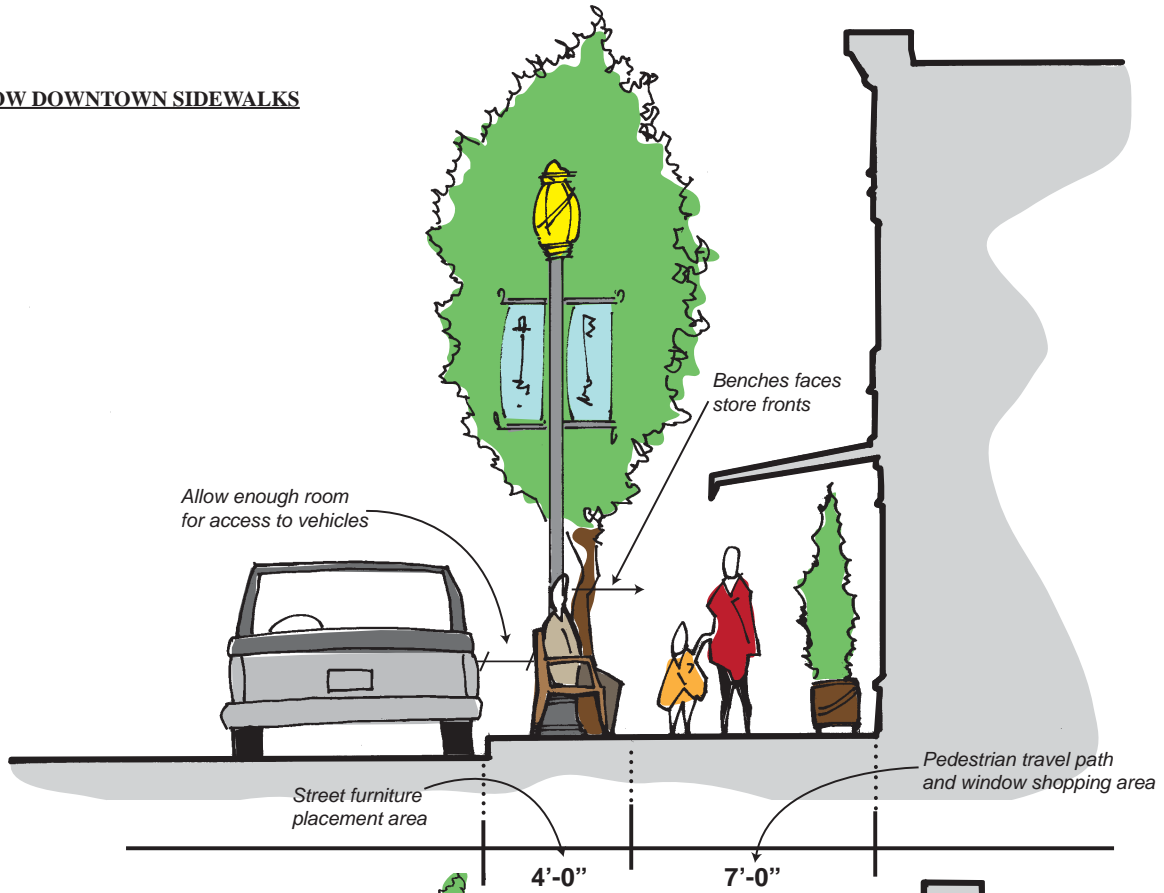 OW DOWNTOWN SIDEWALKS
Benches faces
store fronts
Allow enough room
for access to vehicles
Pedestrian travel path
and window shopping area
Street furniture
placement area
4'-0”
7'-0”